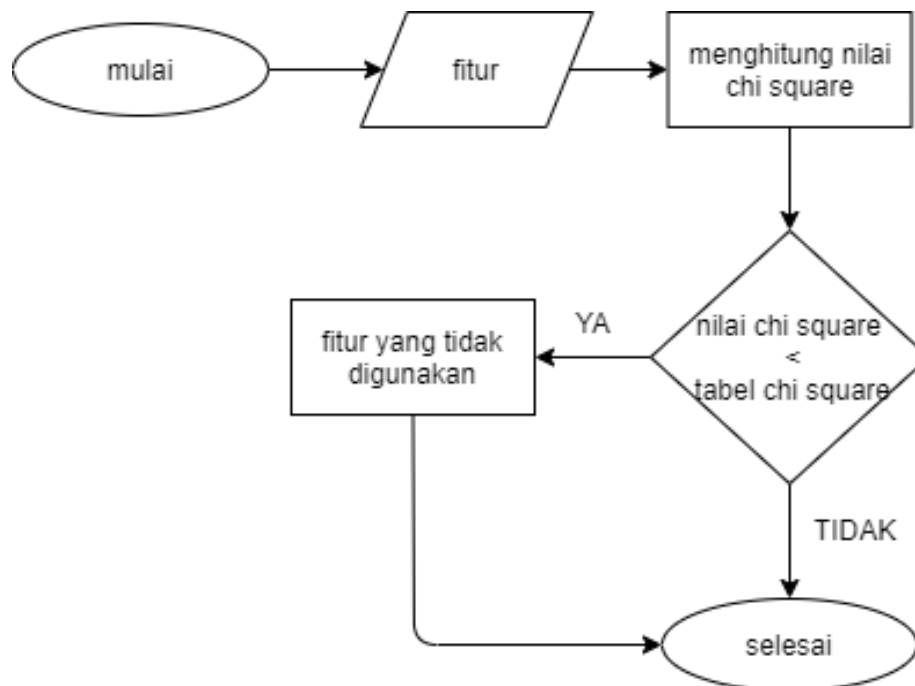 mulai
fitur
menghitung nilai
chi square
nilai chi square
<
tabel chi square
YA
fitur yang tidak
digunakan
TIDAK
selesai